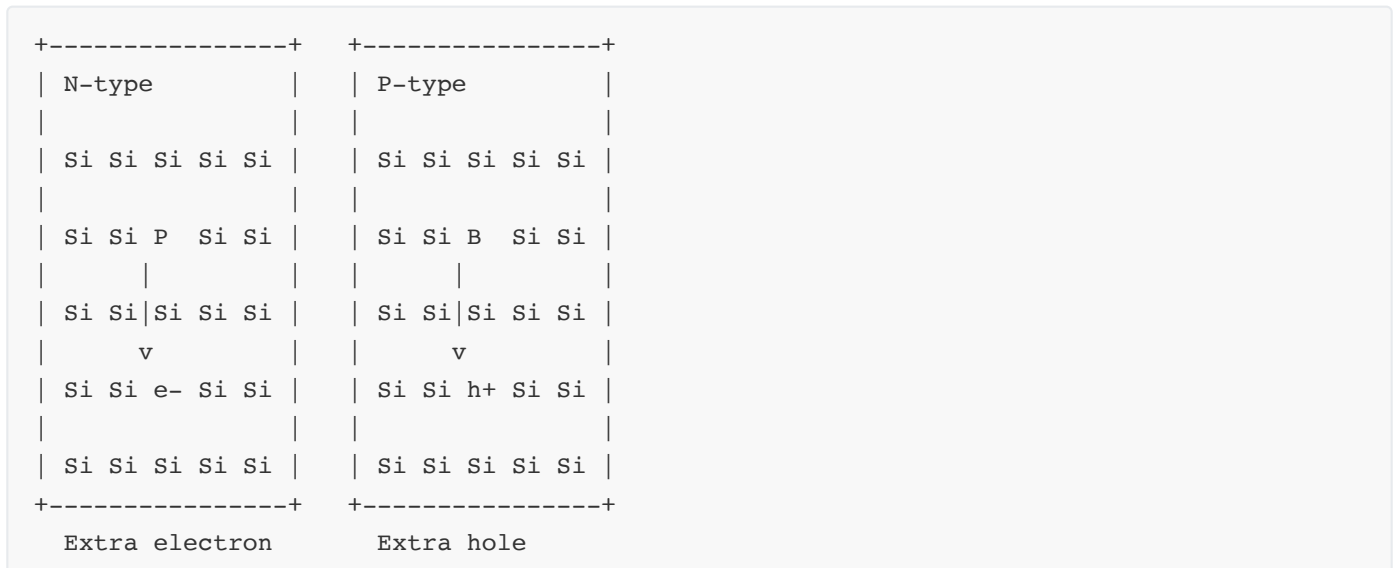 +----------------+   +----------------+
| N-type         |   | P-type         |
|                |   |                |
| Si Si Si Si Si |   | Si Si Si Si Si |
|                |   |                |
| Si Si P  Si Si |   | Si Si B  Si Si |
|      |         |   |      |         |
| Si Si|Si Si Si |   | Si Si|Si Si Si |
|      v         |   |      v         |
| Si Si e- Si Si |   | Si Si h+ Si Si |
|                |   |                |
| Si Si Si Si Si |   | Si Si Si Si Si |
+----------------+   +----------------+
  Extra electron       Extra hole